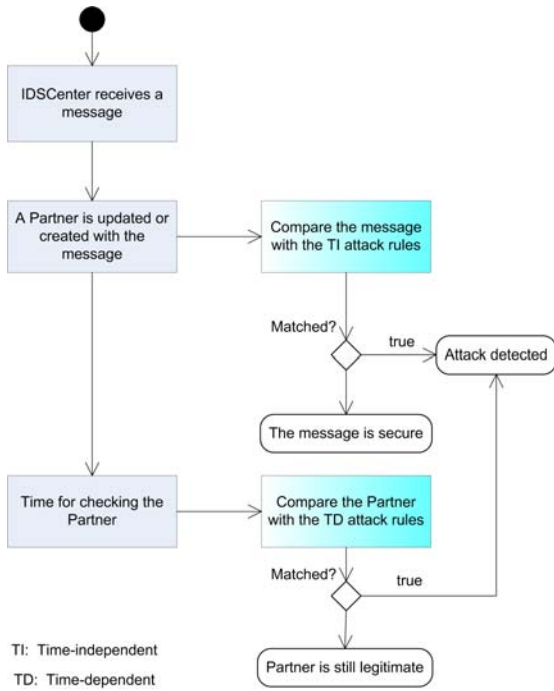 IDSCenter receives a
message
A Partner is updated or
created with the
message
Compare the message
with the TI attack rules
Matched?
true
Attack detected
The message is secure
Time for checking the
Partner
Compare the Partner
with the TD attack rules
Matched?
true
Partner is still legitimate
TI: Time-independent
TD: Time-dependent